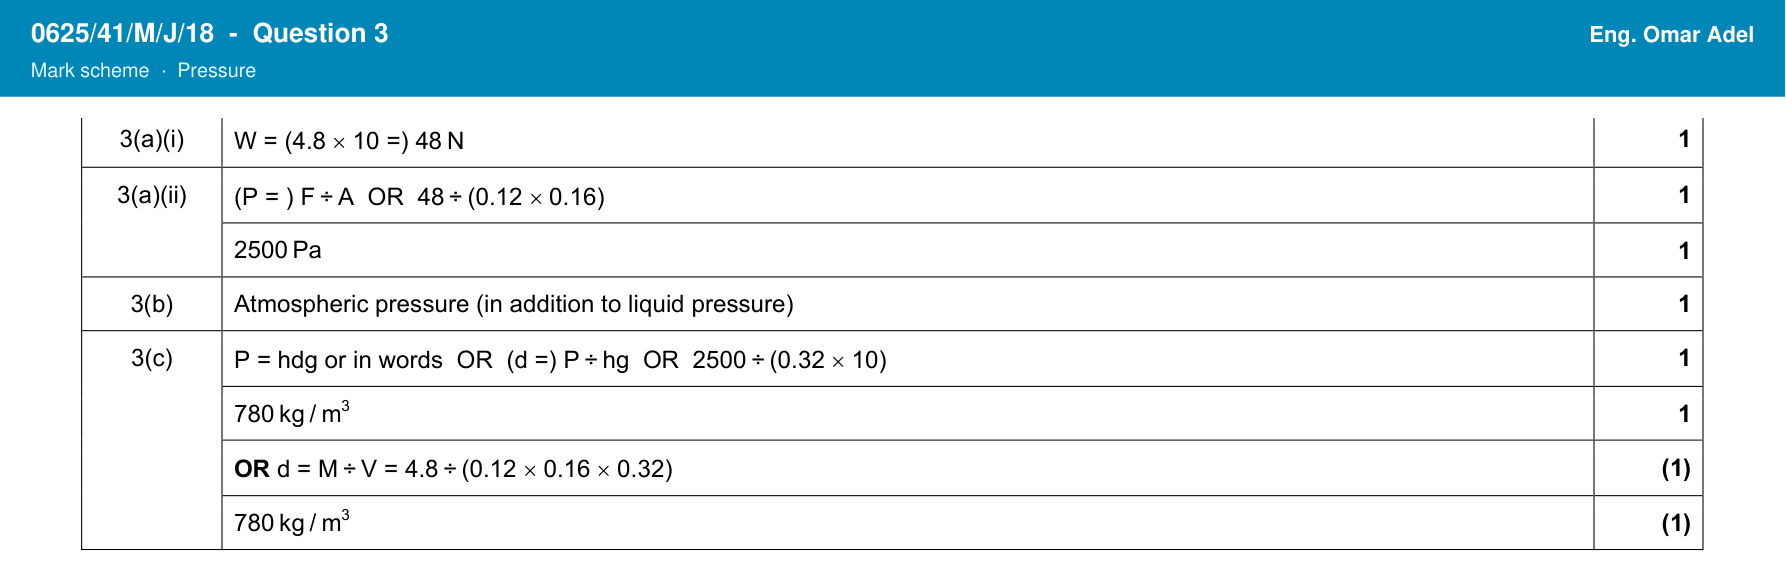 0625/41/M/J/18 - Question 3
Eng. Omar Adel
Mark scheme · Pressure
3(a)(i) W = (4.8 × 10 =) 48 N 1
3(a)(ii) (P = ) F ÷ A OR 48 ÷ (0.12 × 0.16) 1
2500 Pa 1
3(b) Atmospheric pressure (in addition to liquid pressure) 1
3(c) P = hdg or in words OR (d =) P ÷ hg OR 2500 ÷ (0.32 × 10) 1
780 kg / m³ 1
OR d = M ÷ V = 4.8 ÷ (0.12 × 0.16 × 0.32) (1)
780 kg / m³ (1)